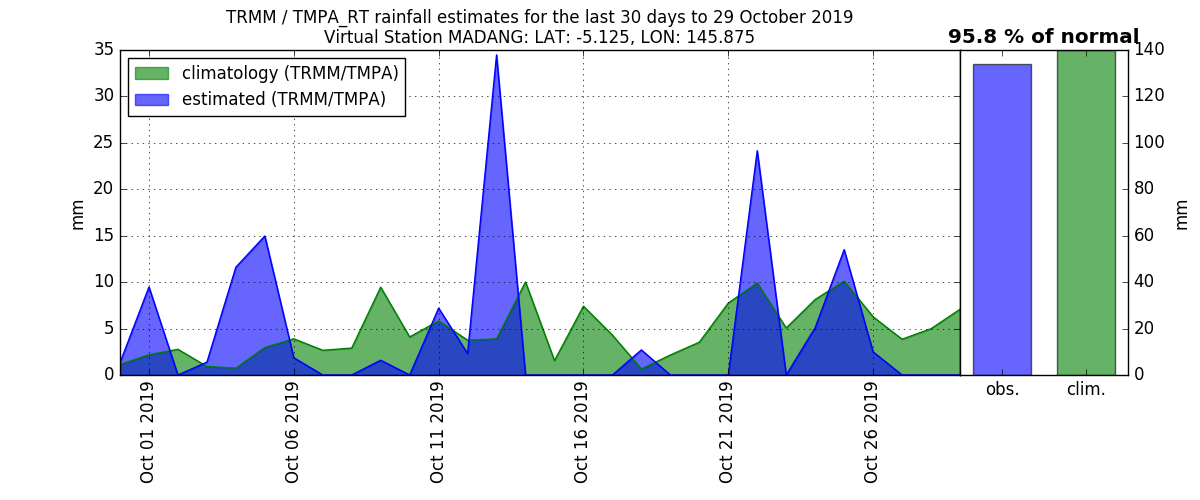 TRMM / TMPA_RT rainfall estimates for the last 30 days to 29 October 2019
Virtual Station MADANG: LAT: -5.125, LON: 145.875
95.8 % of normal
climatology (TRMM/TMPA)
estimated (TRMM/TMPA)
mm
35
30
25
20
15
10
5
0
Oct 01 2019
Oct 06 2019
Oct 11 2019
Oct 16 2019
Oct 21 2019
Oct 26 2019
obs.
clim.
140
120
100
80
60
40
20
0
mm